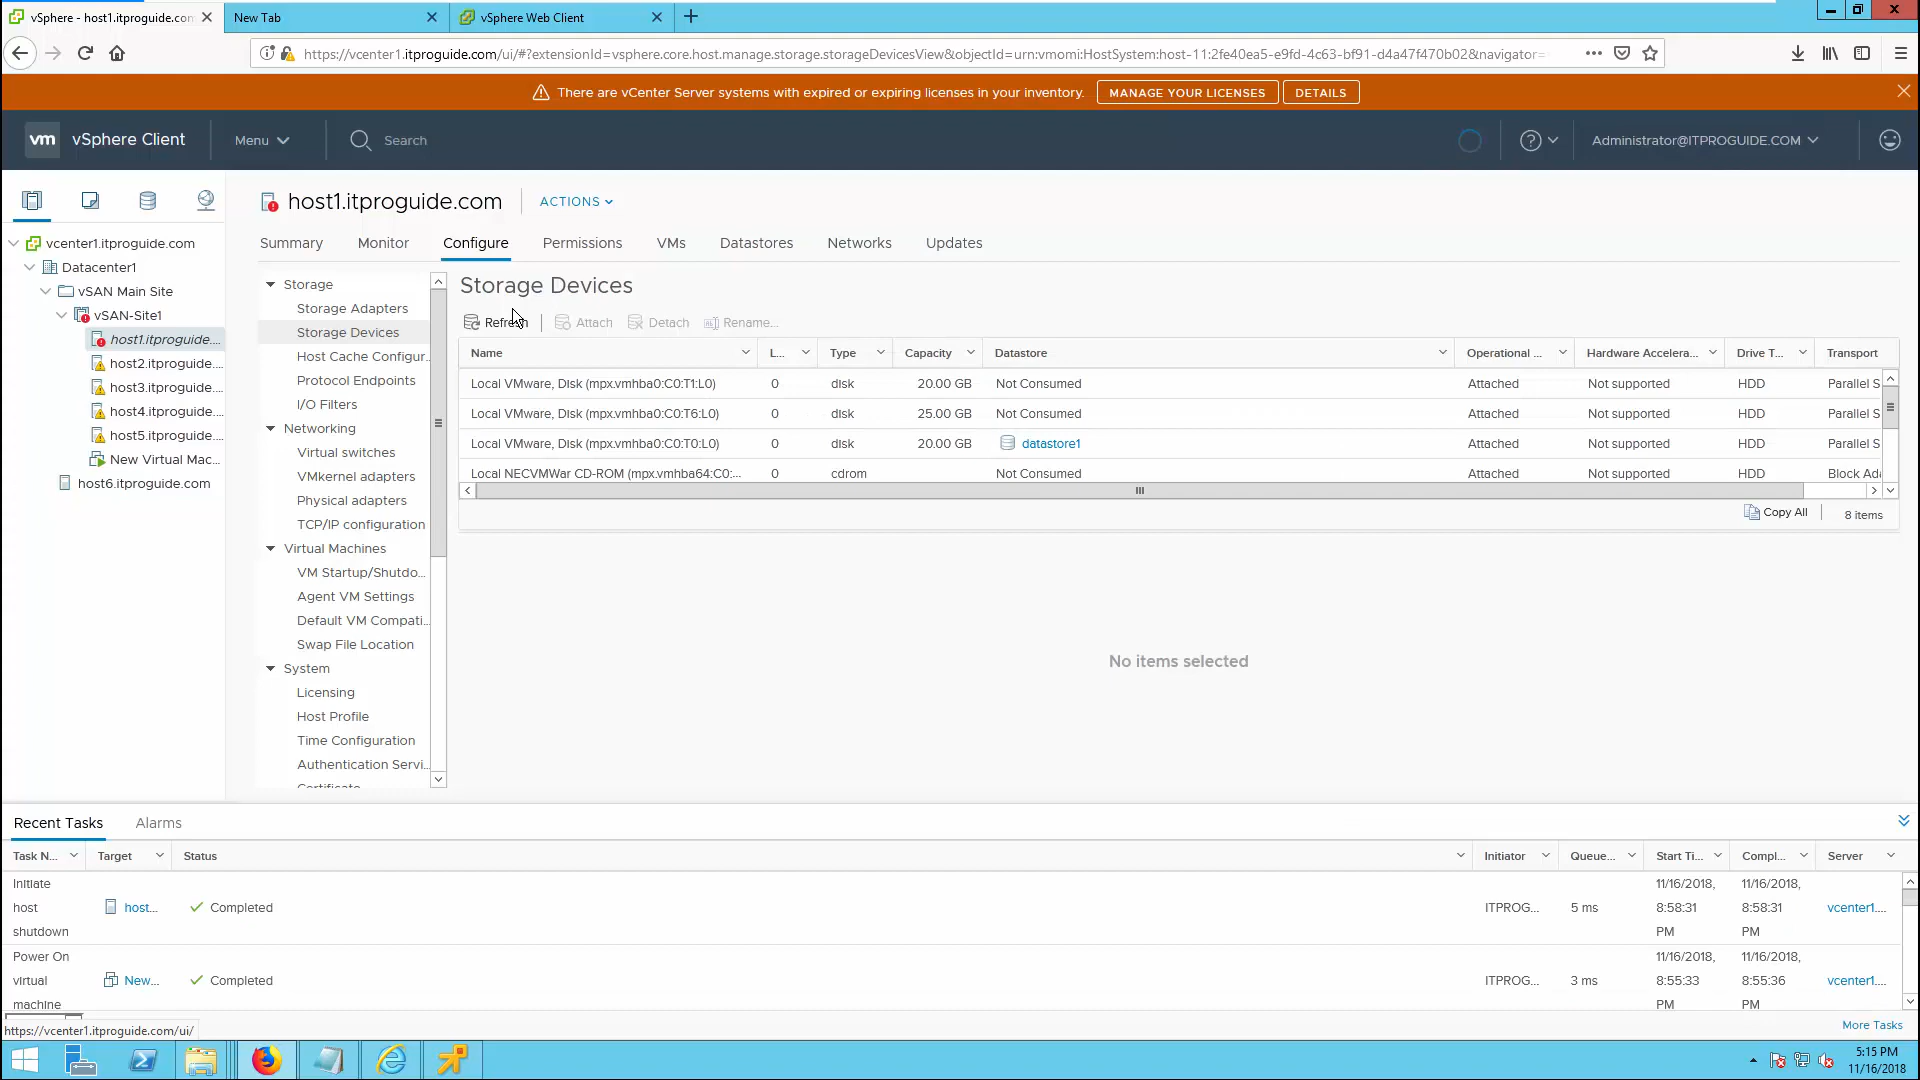 vSphere - host1.itproguide.con
New Tab
vSphere Web Client
https://vcenter1.itproguide.com/ui/#?extensionId=vsphere.core.host.manage.storage.storageDevicesView&objectId=urn:vmomi:HostSystem:host-11:2fe40ea5-e9fd-4c63-bf91-d4a47f470b02&navigator=
There are vCenter Server systems with expired or expiring licenses in your inventory. MANAGE YOUR LICENSES DETAILS
vm vSphere Client Menu Search Administrator@ITPROGUIDE.COM
vcenter1.itproguide.com
Datacenter1
vSAN Main Site
vSAN-Site1
host1.itproguide....
host2.itproguide....
host3.itproguide....
host4.itproguide....
host5.itproguide....
New Virtual Mac...
host6.itproguide.com
host1.itproguide.com ACTIONS
Summary Monitor Configure Permissions VMs Datastores Networks Updates
Storage
Storage Adapters
Storage Devices
Host Cache Configur...
Protocol Endpoints
I/O Filters
Networking
Virtual switches
VMkernel adapters
Physical adapters
TCP/IP configuration
Virtual Machines
VM Startup/Shutdo...
Agent VM Settings
Default VM Compati...
Swap File Location
System
Licensing
Host Profile
Time Configuration
Authentication Servi...
Certificate
Storage Devices
Refresh Attach Detach Rename...
Name L... Type Capacity Datastore Operational ... Hardware Accelera... Drive T... Transport
Local VMware, Disk (mpx.vmhba0:C0:T1:L0) 0 disk 20.00 GB Not Consumed Attached Not supported HDD Parallel S
Local VMware, Disk (mpx.vmhba0:C0:T6:L0) 0 disk 25.00 GB Not Consumed Attached Not supported HDD Parallel S
Local VMware, Disk (mpx.vmhba0:C0:T0:L0) 0 disk 20.00 GB datastore1 Attached Not supported HDD Parallel S
Local NECVMWar CD-ROM (mpx.vmhba64:C0:... 0 cdrom Not Consumed Attached Not supported HDD Block Ada
Copy All 8 items
No items selected
Recent Tasks Alarms
Task N... Target Status Initiator Queue... Start Ti... Compl... Server
Initiate 11/16/2018, 11/16/2018,
host host... Completed ITPROG... 5 ms 8:58:31 8:58:31 vcenter1....
shutdown PM PM
Power On 11/16/2018, 11/16/2018,
virtual New... Completed ITPROG... 3 ms 8:55:33 8:55:36 vcenter1....
machine PM PM
https://vcenter1.itproguide.com/ui/
More Tasks
5:15 PM
11/16/2018